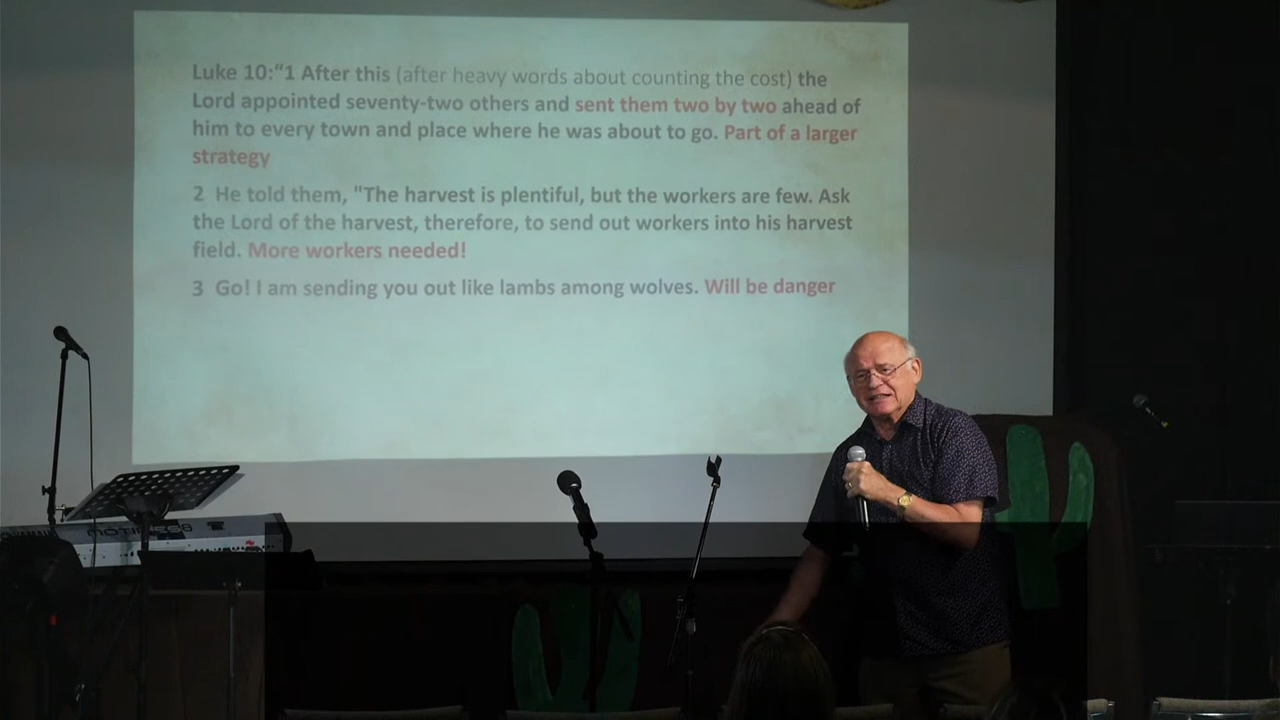 Luke 10:“1 After this (after heavy words about counting the cost) the
Lord appointed seventy-two others and sent them two by two ahead of
him to every town and place where he was about to go. Part of a larger
strategy
2 He told them, "The harvest is plentiful, but the workers are few. Ask
the Lord of the harvest, therefore, to send out workers into his harvest
field. More workers needed!
3 Go! I am sending you out like lambs among wolves. Will be danger